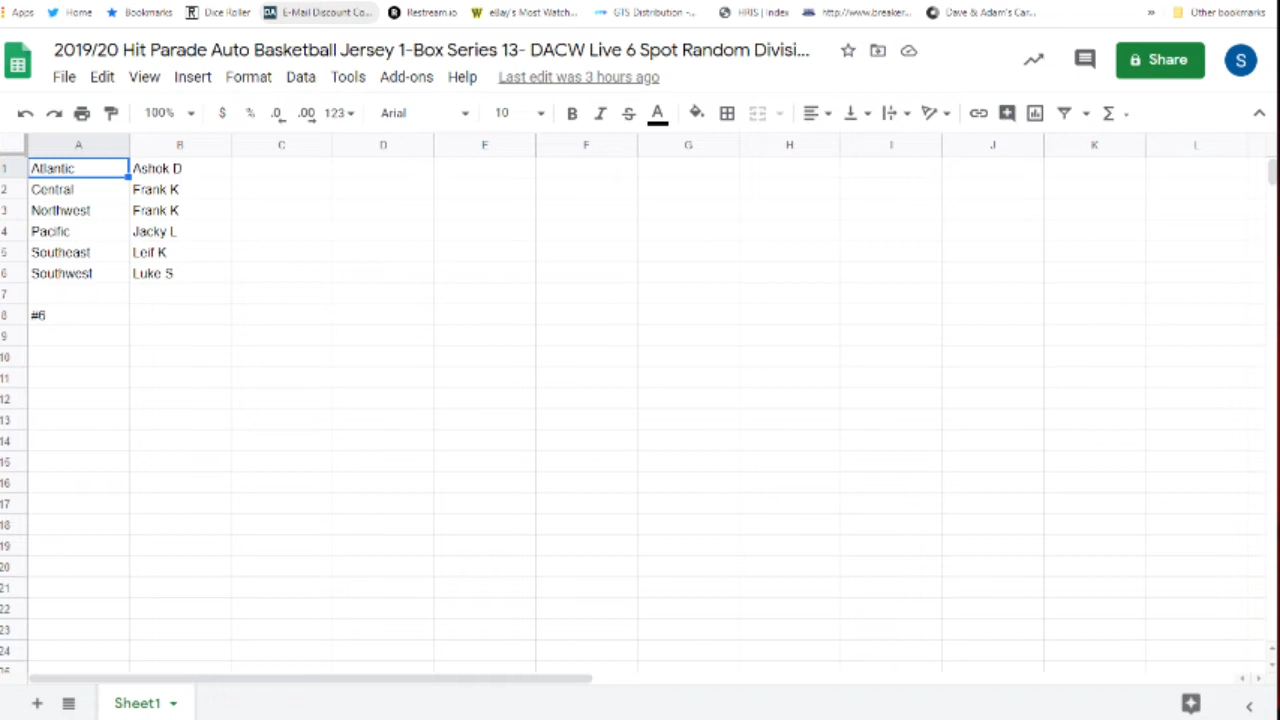 Apps Home Bookmarks Dice Roller E-Mail Discount Co... Restream.io eBay's Most Watch... GTS Distribution -... HRIS | Index http://www.breaker... Dave & Adam's Car... » Other bookmarks
2019/20 Hit Parade Auto Basketball Jersey 1-Box Series 13- DACW Live 6 Spot Random Divisi...
Share
S
File Edit View Insert Format Data Tools Add-ons Help Last edit was 3 hours ago
100% $ % .0 .00 123 Arial 10 B I S A Σ
A B C D E F G H I J K L
1 Atlantic Ashok D
2 Central Frank K
3 Northwest Frank K
4 Pacific Jacky L
5 Southeast Leif K
6 Southwest Luke S
7
8 #6
9
10
11
12
13
14
15
16
17
18
19
20
21
22
23
24
+ Sheet1